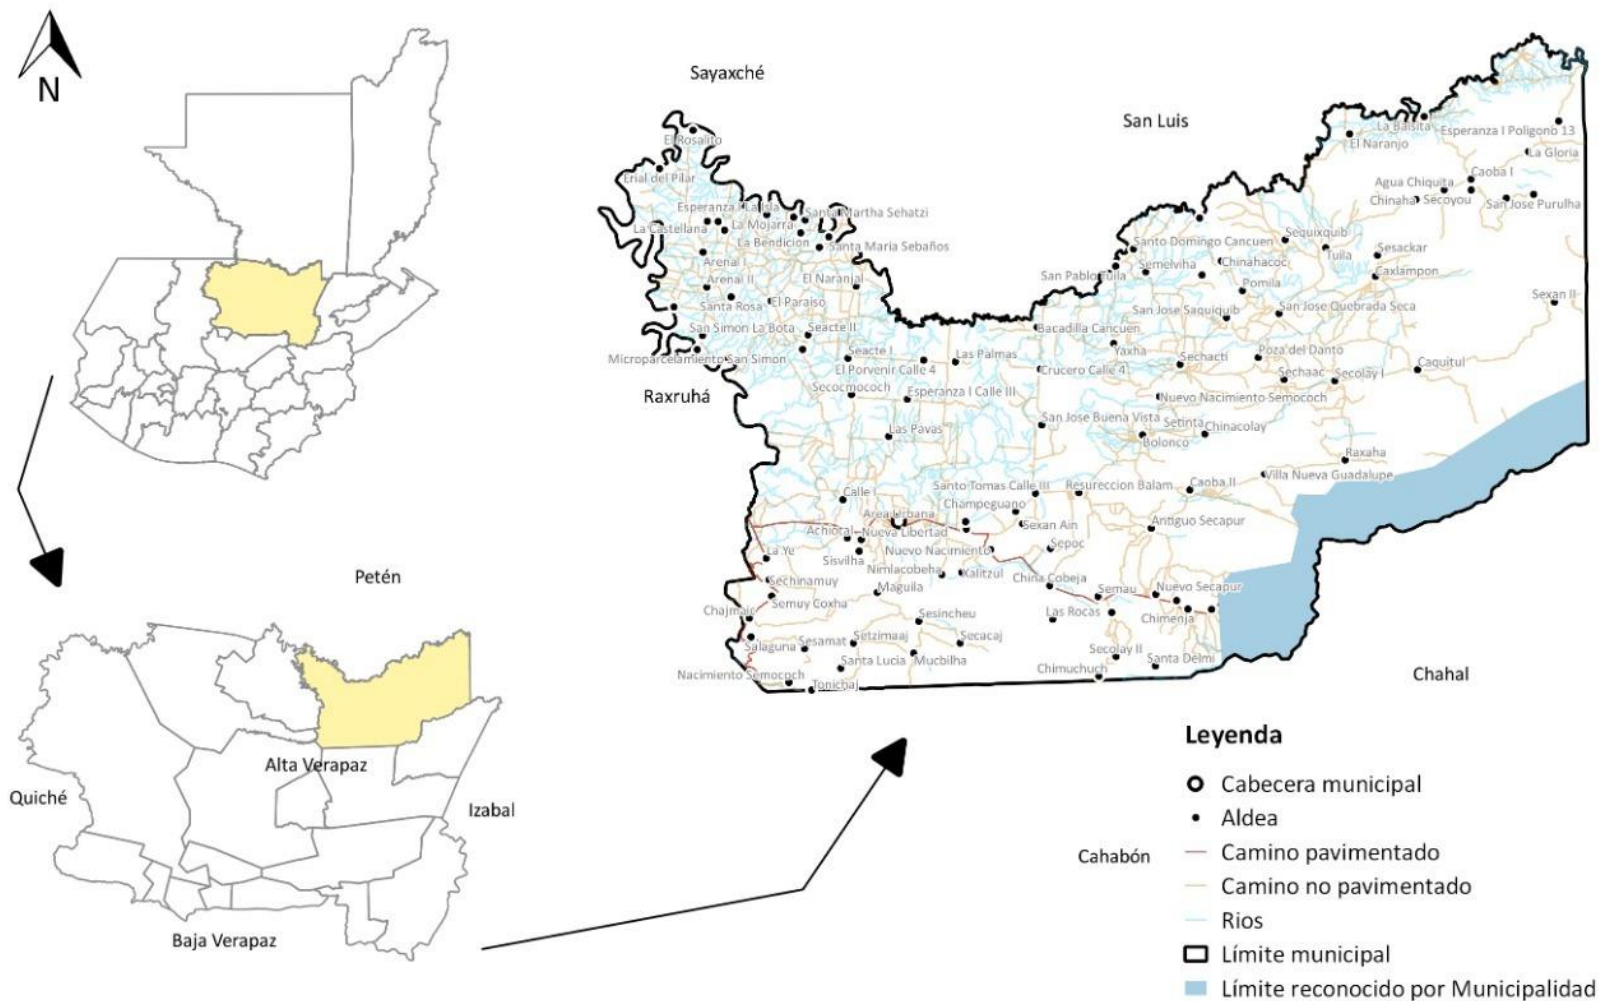 N
Petén
Alta Verapaz
Quiché
Izabal
Baja Verapaz
Sayaxché
San Luis
Raxruhá
Chahal
Cahabón
El Rosalito
Erial del Pilar
Esperanza I La Isla
Santa Martha Sehatzi
La Castellana
La Mojarra
La Bendicion
Santa Maria Sebaños
Arenal I
Arenal II
El Naranjal
Santa Rosa
El Paraiso
San Simon La Bota
Seacte II
Microparcelamiento San Simon
Seacte I
Las Palmas
El Porvenir Calle 4
Secocmococh
Esperanza I Calle III
Las Pavas
La Balsita
Esperanza I Poligono 13
El Naranjo
La Gloria
Caoba I
Agua Chiquita
Chinaha
Secoyou
San Jose Purulha
Santo Domingo Cancuen
Sequixquib
Tuila
Sesackar
San Pablo Tuila
Semelviha
Chinahacoc
Caxlampon
Pomila
Sexan II
San Jose Saquiquib
San Jose Quebrada Seca
Bacadilla Cancuen
Yaxha
Sechacti
Poza del Danto
Crucero Calle 4
Sechaac
Secolay I
Caquitul
Nuevo Nacimiento Semococh
San Jose Buena Vista
Setinta
Chinacolay
Bolonco
Raxaha
Villa Nueva Guadalupe
Calle I
Santo Tomas Calle III
Resureccion Balam
Caoba II
Champeguano
Area Urbana
Sexan Ain
Antiguo Secapur
Achiotal
Nueva Libertad
La Ye
Sisvilha
Nuevo Nacimiento
Sepoc
Nimlacobeha
Kalitzul
China Cobeja
Sechinamuy
Maguila
Semau
Nuevo Secapur
Semuy Coxha
Chajmaic
Sesincheu
Las Rocas
Chimenja
Salaguna
Sesamat
Setzimaaj
Secacaj
Secolay II
Santa Lucia
Mucbilha
Santa Delmi
Nacimiento Semococh
Tonichaj
Chimuchuch
Leyenda
Cabecera municipal
Aldea
Camino pavimentado
Camino no pavimentado
Rios
Límite municipal
Límite reconocido por Municipalidad